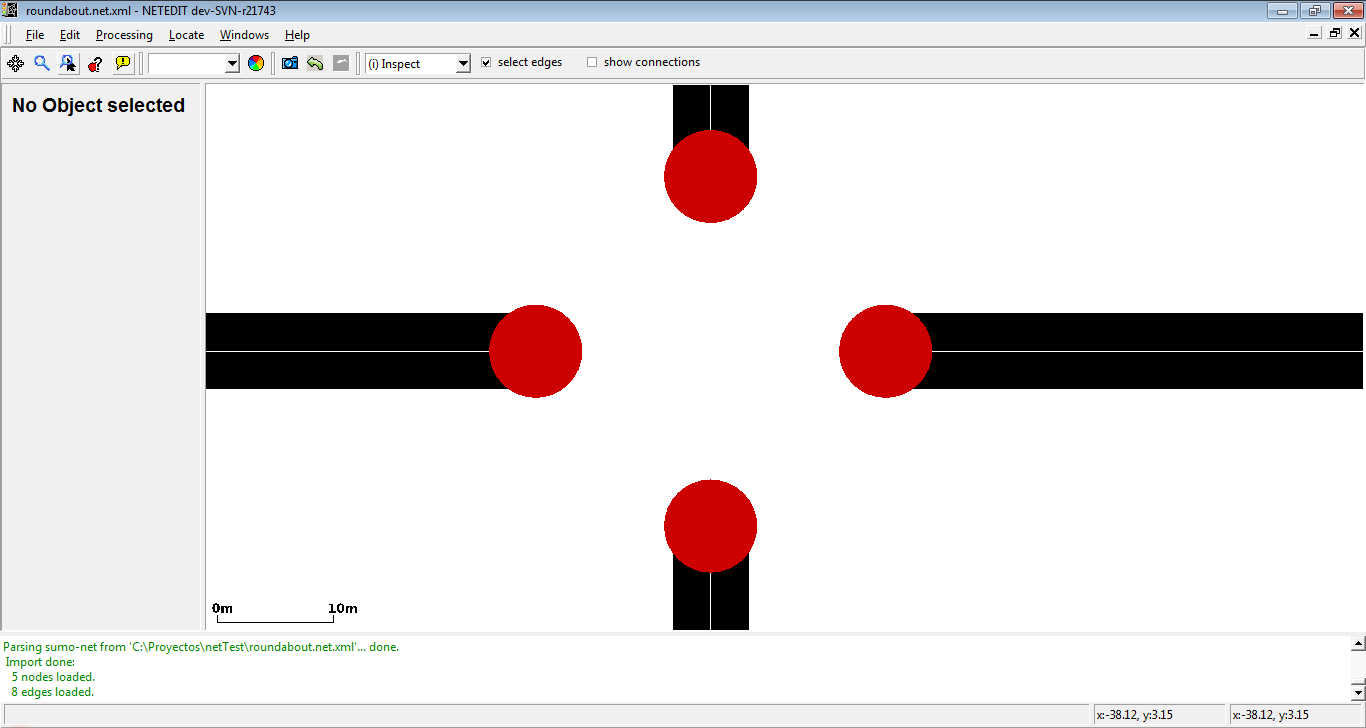 roundabout.net.xml - NETEDIT dev-SVN-r21743
File Edit Processing Locate Windows Help
(i) Inspect select edges show connections
No Object selected
0m 10m
Parsing sumo-net from 'C:\Proyectos\netTest\roundabout.net.xml'... done.
Import done:
5 nodes loaded.
8 edges loaded.
x:-38.12, y:3.15 x:-38.12, y:3.15